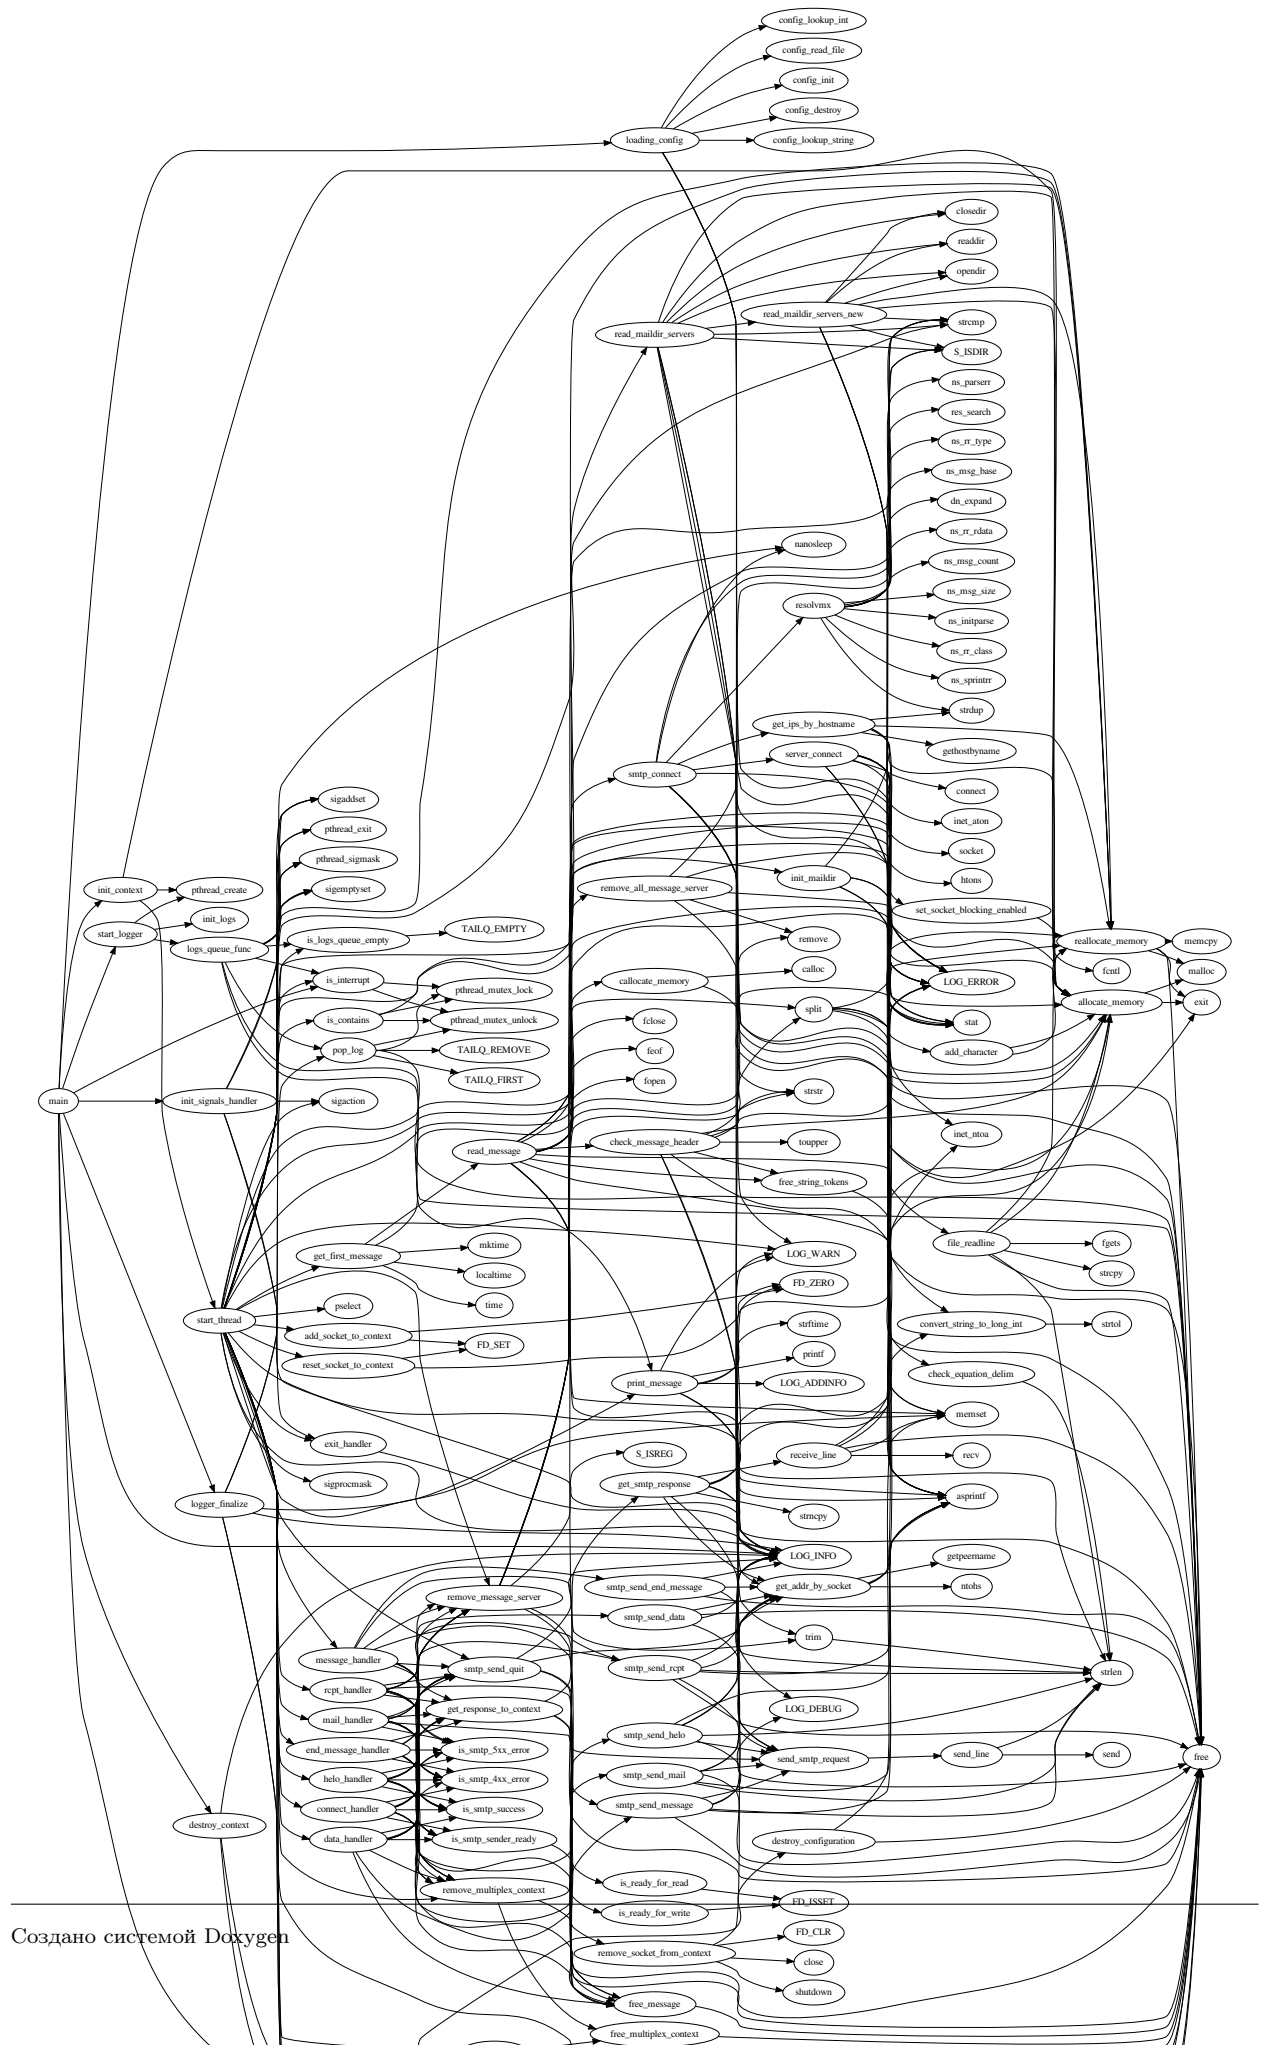 config_lookup_int
config_read_file
config_init
config_destroy
loading_config
config_lookup_string
closedir
readdir
opendir
read_maildir_servers_new
strcmp
read_maildir_servers
S_ISDIR
ns_parserr
res_search
ns_rr_type
ns_msg_base
dn_expand
ns_rr_rdata
nanosleep
ns_msg_count
ns_msg_size
resolvmx
ns_initparse
ns_rr_class
ns_sprintrr
strdup
get_ips_by_hostname
gethostbyname
server_connect
smtp_connect
connect
sigaddset
inet_aton
pthread_exit
socket
pthread_sigmask
init_maildir
htons
init_context
pthread_create
sigemptyset
remove_all_message_server
set_socket_blocking_enabled
init_logs
start_logger
TAILQ_EMPTY
logs_queue_func
is_logs_queue_empty
remove
reallocate_memory
memcpy
calloc
fcntl
malloc
is_interrupt
callocate_memory
LOG_ERROR
pthread_mutex_lock
allocate_memory
exit
split
is_contains
pthread_mutex_unlock
fclose
stat
pop_log
TAILQ_REMOVE
feof
add_character
TAILQ_FIRST
fopen
strstr
main
init_signals_handler
sigaction
inet_ntoa
check_message_header
toupper
read_message
free_string_tokens
mktime
file_readline
fgets
get_first_message
LOG_WARN
localtime
strcpy
FD_ZERO
time
pselect
start_thread
strftime
convert_string_to_long_int
strtol
add_socket_to_context
FD_SET
printf
reset_socket_to_context
check_equation_delim
print_message
LOG_ADDINFO
memset
exit_handler
S_ISREG
receive_line
recv
sigprocmask
get_smtp_response
asprintf
logger_finalize
strncpy
LOG_INFO
getpeername
smtp_send_end_message
get_addr_by_socket
ntohs
remove_message_server
smtp_send_data
trim
message_handler
smtp_send_quit
smtp_send_rcpt
strlen
rcpt_handler
get_response_to_context
LOG_DEBUG
mail_handler
smtp_send_helo
end_message_handler
is_smtp_5xx_error
send_smtp_request
send_line
send
free
helo_handler
is_smtp_4xx_error
smtp_send_mail
connect_handler
is_smtp_success
smtp_send_message
destroy_context
data_handler
is_smtp_sender_ready
destroy_configuration
remove_multiplex_context
is_ready_for_read
FD_ISSET
is_ready_for_write
Создано системой Doxygen
FD_CLR
remove_socket_from_context
close
shutdown
free_message
free_multiplex_context